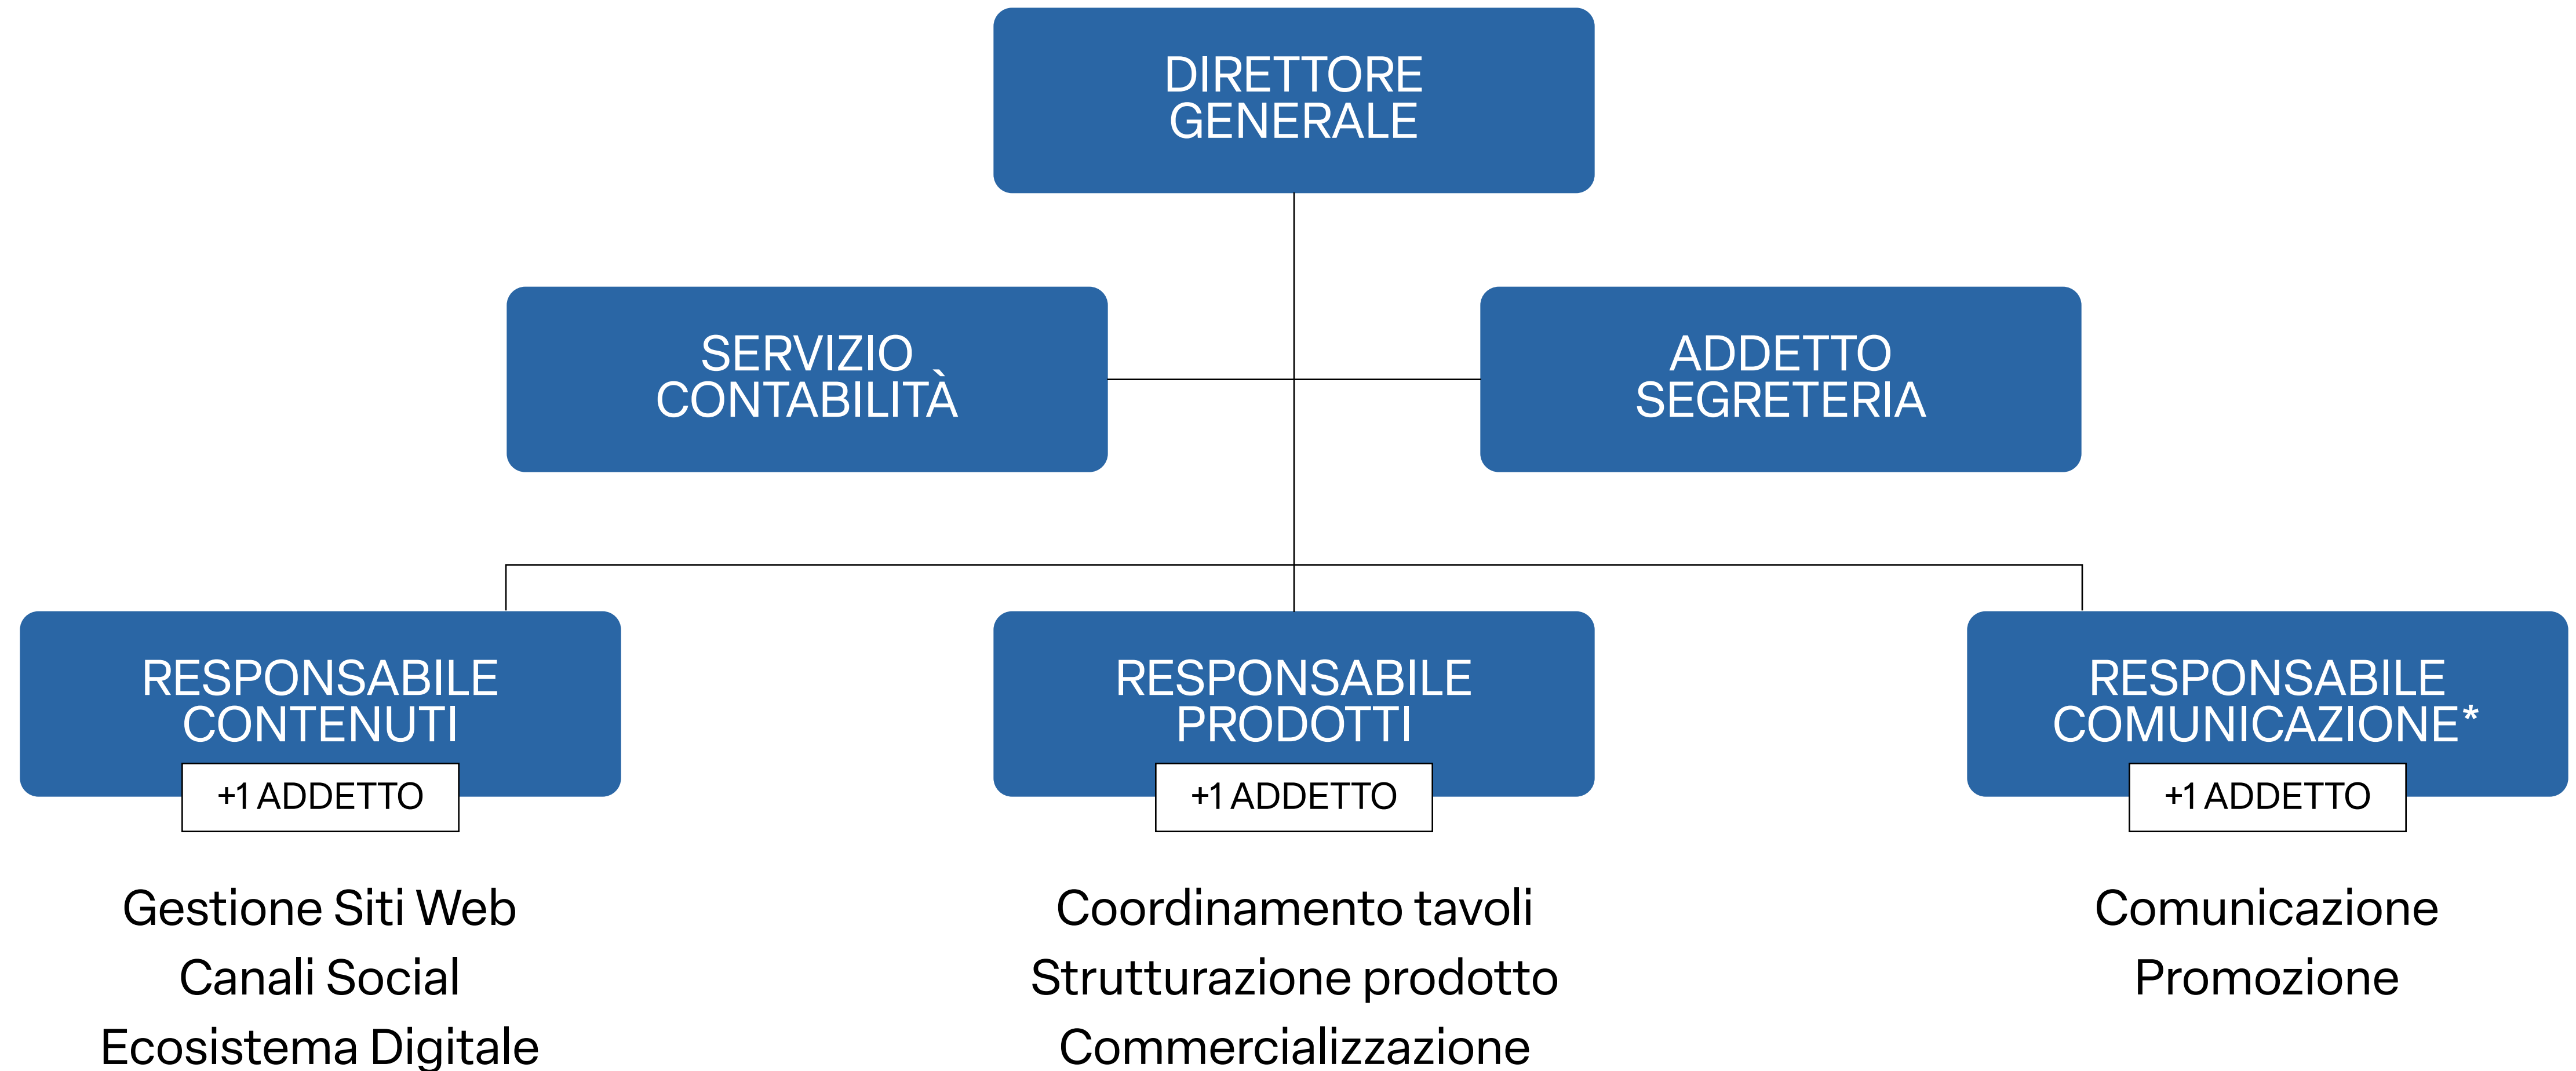 DIRETTORE
GENERALE
SERVIZIO
CONTABILITÀ
ADDETTO
SEGRETERIA
RESPONSABILE
CONTENUTI
+1 ADDETTO
Gestione Siti Web
Canali Social
Ecosistema Digitale
RESPONSABILE
PRODOTTI
+1 ADDETTO
Coordinamento tavoli
Strutturazione prodotto
Commercializzazione
RESPONSABILE
COMUNICAZIONE*
+1 ADDETTO
Comunicazione
Promozione